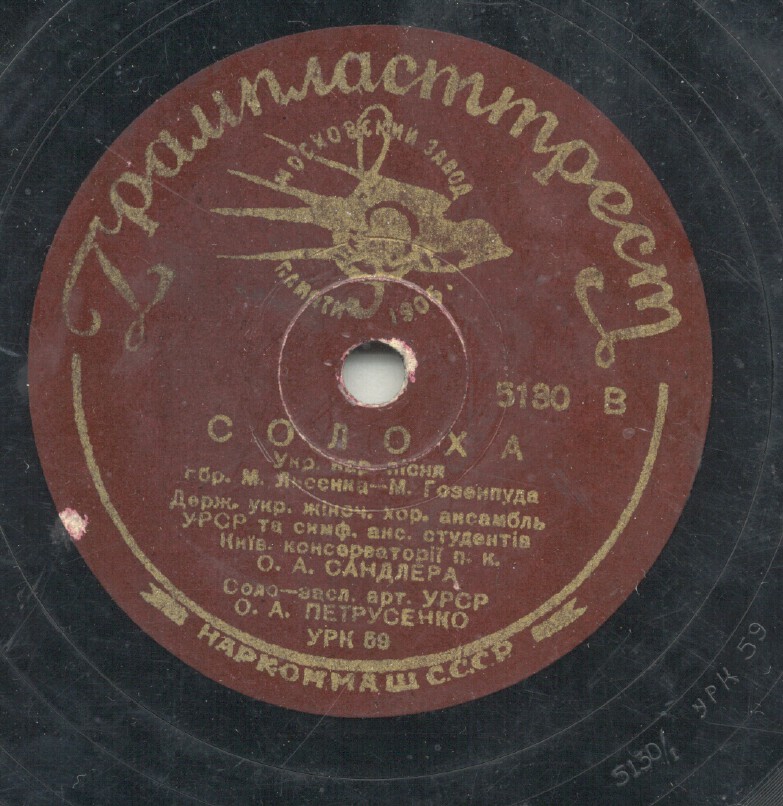 Грампласттрест
МОСКОВСКИЙ ЗАВОД
ПАМЯТИ 1905
5130 В
СОЛОХА
Укр. нар. пісня
обр. М. Лисенка—М. Гозенпуда
Держ. укр. жіноч. хор. ансамбль
УРСР та симф. анс. студентів
Київ. консерваторії п. к.
О. А. САНДЛЕРА
Соло—засл. арт. УРСР
О. А. ПЕТРУСЕНКО
УРК 59
НАРКОММАШ СССР
5130/1 УРК 59